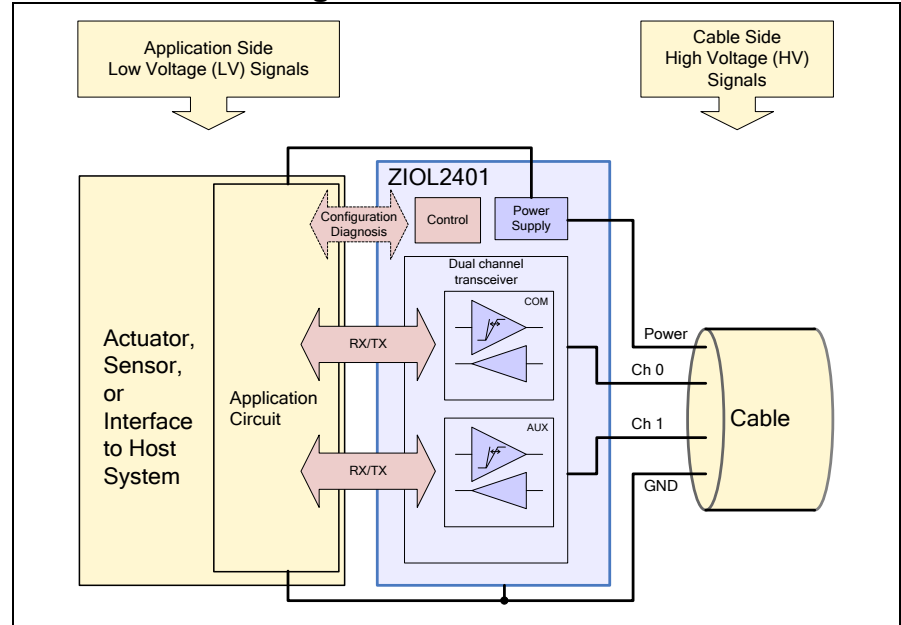 Application Side
Low Voltage (LV) Signals
Cable Side
High Voltage (HV)
Signals
ZIOL2401
Configuration
Diagnosis
Control
Power
Supply
Dual channel
transceiver
COM
RX/TX
Actuator,
Sensor,
or
Interface
to Host
System
Application
Circuit
AUX
RX/TX
Power
Ch 0
Ch 1
GND
Cable